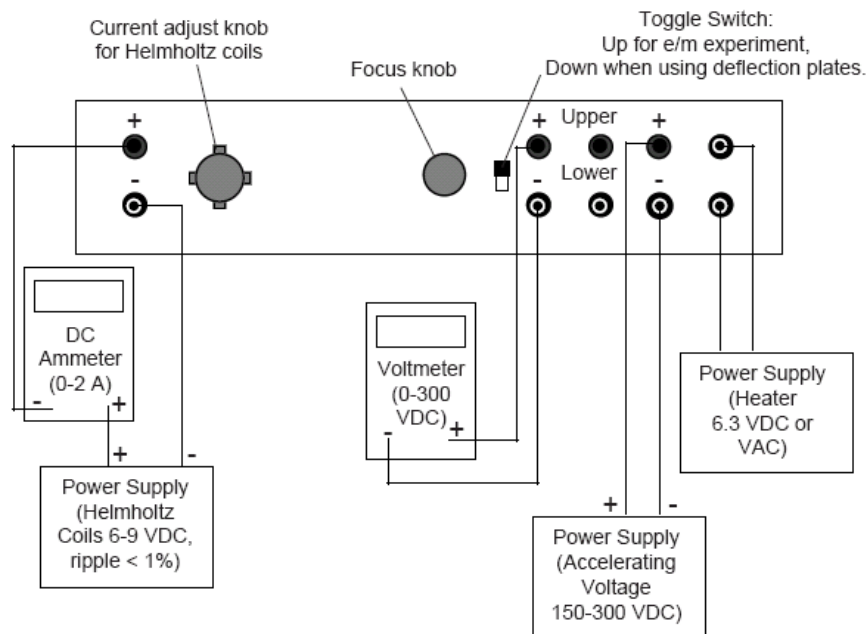 Current adjust knob
for Helmholtz coils
Focus knob
Toggle Switch:
Up for e/m experiment,
Down when using deflection plates.
+
+
Upper
+
-
-
Lower
-
DC
Ammeter
(0-2 A)
-
+
+
-
Power Supply
(Helmholtz
Coils 6-9 VDC,
ripple < 1%)
Voltmeter
(0-300
VDC)
-
+
Power Supply
(Heater
6.3 VDC or
VAC)
+
-
Power Supply
(Accelerating
Voltage
150-300 VDC)